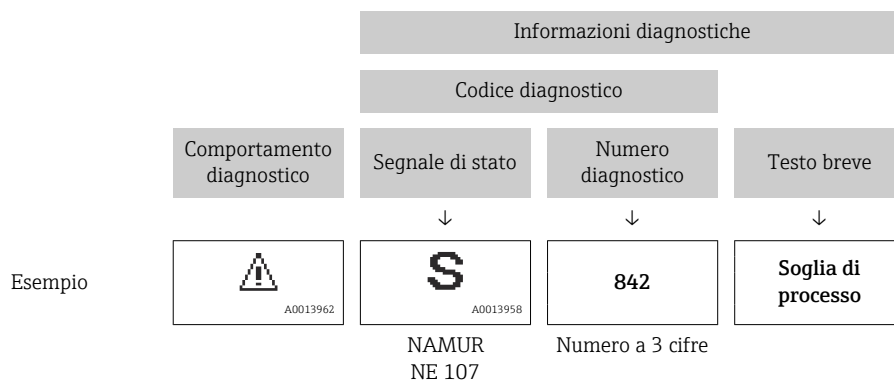 Informazioni diagnostiche
Codice diagnostico
Comportamento
diagnostico
Segnale di stato
Numero
diagnostico
Testo breve
↓ ↓ ↓
Esempio
A0013962
S
A0013958
842
Soglia di
processo
NAMUR
NE 107
Numero a 3 cifre